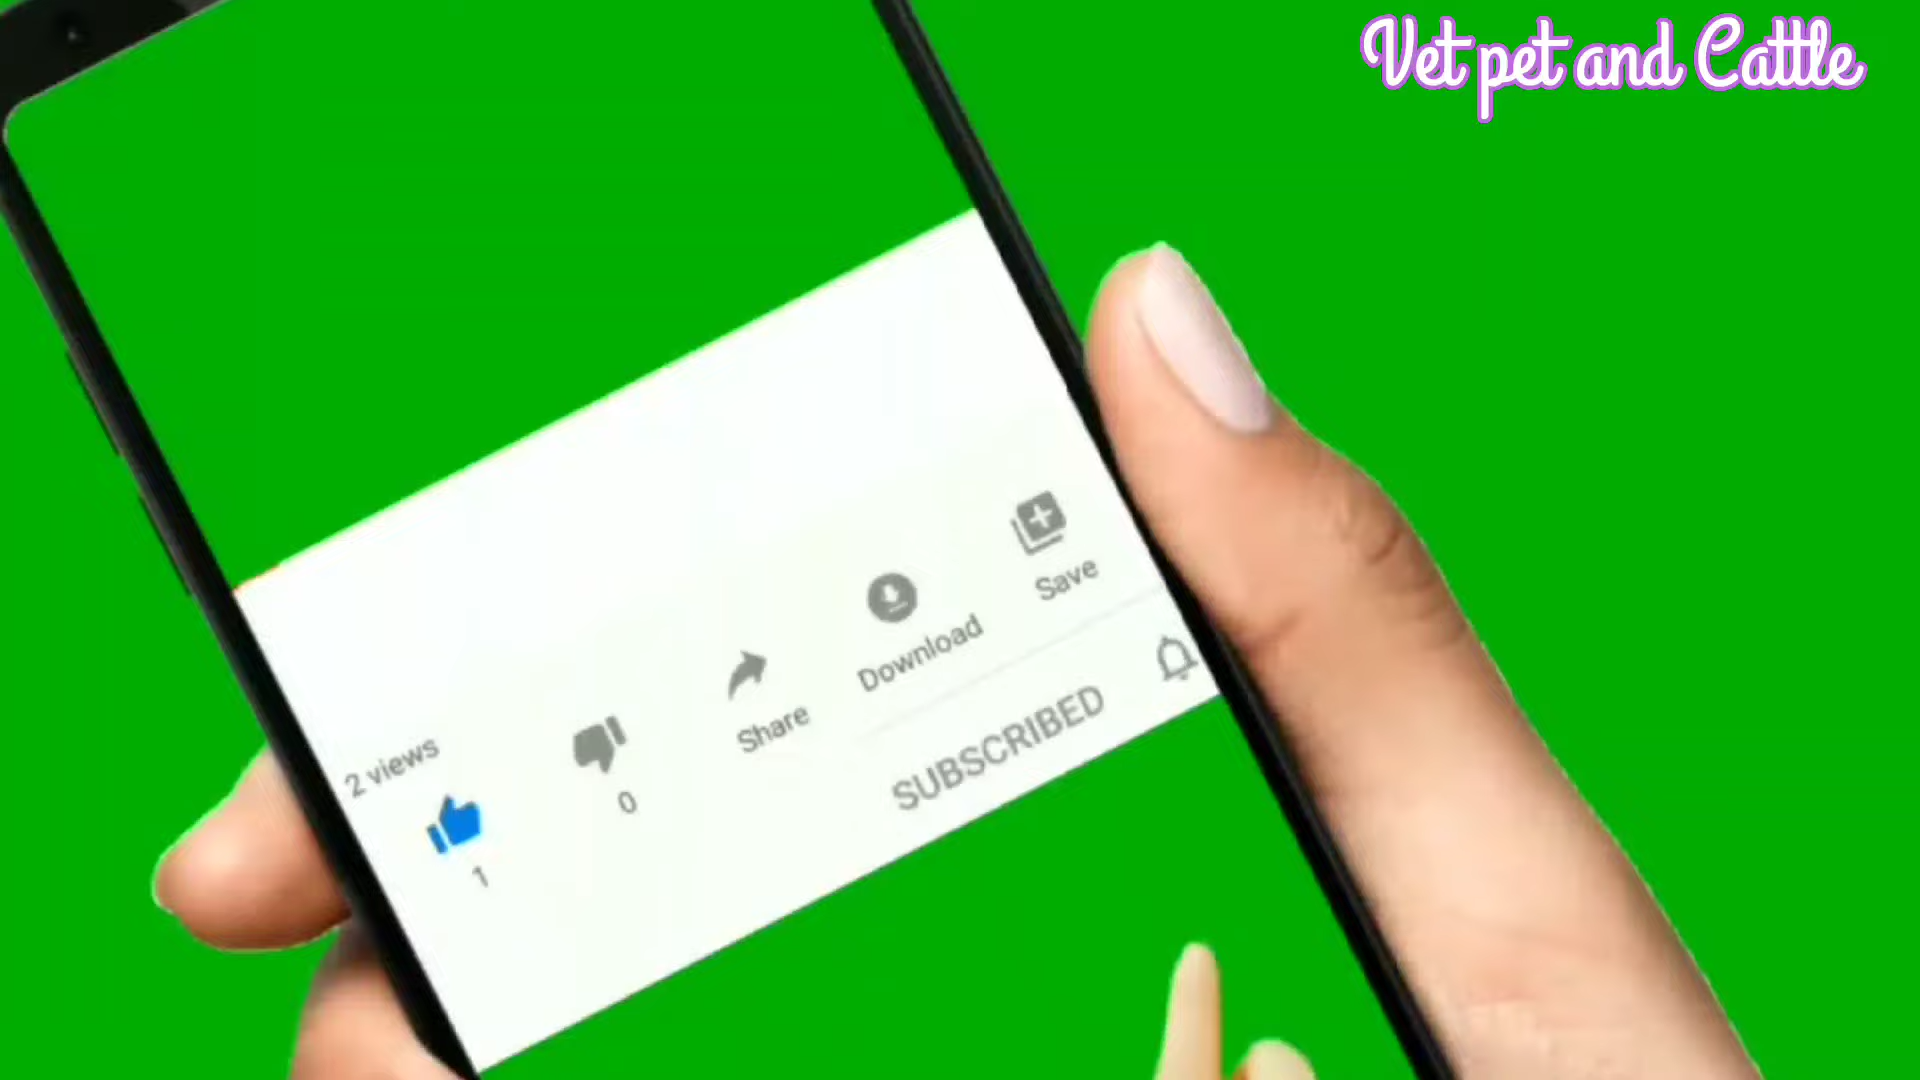 Vet pet and Cattle
2 views
1
0
Share
Download
Save
SUBSCRIBED